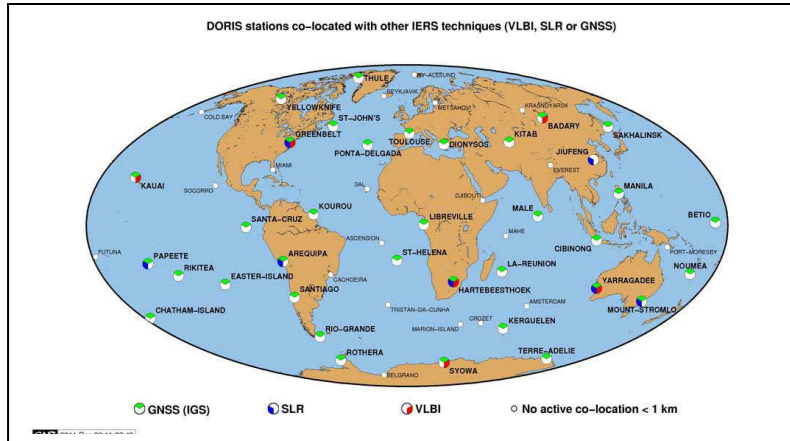 DORIS stations co-located with other IERS techniques (VLBI, SLR or GNSS)
THULE
NY-ALESUND
REYKJAVIK
METSAHOVI
KRASNOYARSK
COLD BAY
YELLOWKNIFE
ST-JOHN'S
BADARY
GREENBELT
TOULOUSE
DIONYSOS
KITAB
SAKHALINSK
PONTA-DELGADA
JIUFENG
MIAMI
EVEREST
KAUAI
SOCORRO
SAL
DJIBOUTI
MANILA
KOUROU
MALE
SANTA-CRUZ
LIBREVILLE
BETIO
ASCENSION
MAHE
CIBINONG
PORT-MORESBY
FUTUNA
PAPEETE
AREQUIPA
ST-HELENA
LA-REUNION
NOUMEA
RIKITEA
EASTER-ISLAND
CACHOEIRA
YARRAGADEE
SANTIAGO
HARTEBEESTHOEK
CHATHAM-ISLAND
TRISTAN-DA-CUNHA
AMSTERDAM
MOUNT-STROMLO
RIO-GRANDE
MARION-ISLAND
CROZET
KERGUELEN
ROTHERA
TERRE-ADELIE
SYOWA
BELGRANO
GNSS (IGS)
SLR
VLBI
No active co-location < 1 km